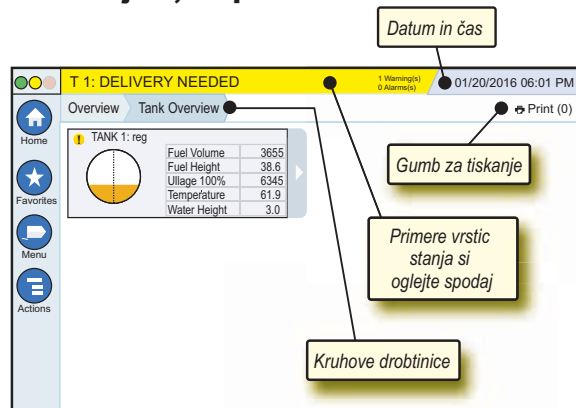 Datum in čas
T 1: DELIVERY NEEDED
1 Warning(s)
0 Alarms(s)
01/20/2016 06:01 PM
Overview
Tank Overview
Print (0)
Home
Favorites
Menu
Actions
TANK 1: reg
Fuel Volume 3655
Fuel Height 38.6
Ullage 100% 6345
Temperature 61.9
Water Height 3.0
Gumb za tiskanje
Primere vrstic
stanja si
oglejte spodaj
Kruhove drobtinice